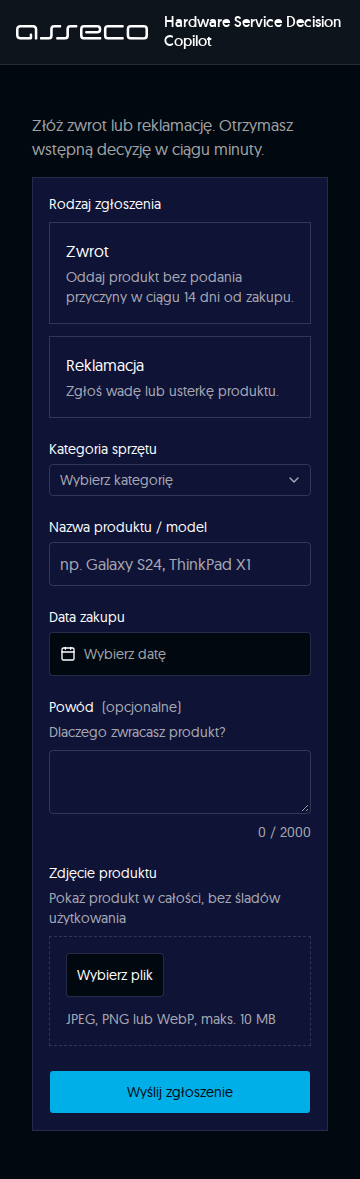 asseco
Hardware Service Decision
Copilot
Złóż zwrot lub reklamację. Otrzymasz
wstępną decyzję w ciągu minuty.
Rodzaj zgłoszenia
Zwrot
Oddaj produkt bez podania
przyczyny w ciągu 14 dni od zakupu.
Reklamacja
Zgłoś wadę lub usterkę produktu.
Kategoria sprzętu
Wybierz kategorię
Nazwa produktu / model
np. Galaxy S24, ThinkPad X1
Data zakupu
Wybierz datę
Powód (opcjonalne)
Dlaczego zwracasz produkt?
0 / 2000
Zdjęcie produktu
Pokaż produkt w całości, bez śladów
użytkowania
Wybierz plik
JPEG, PNG lub WebP, maks. 10 MB
Wyślij zgłoszenie